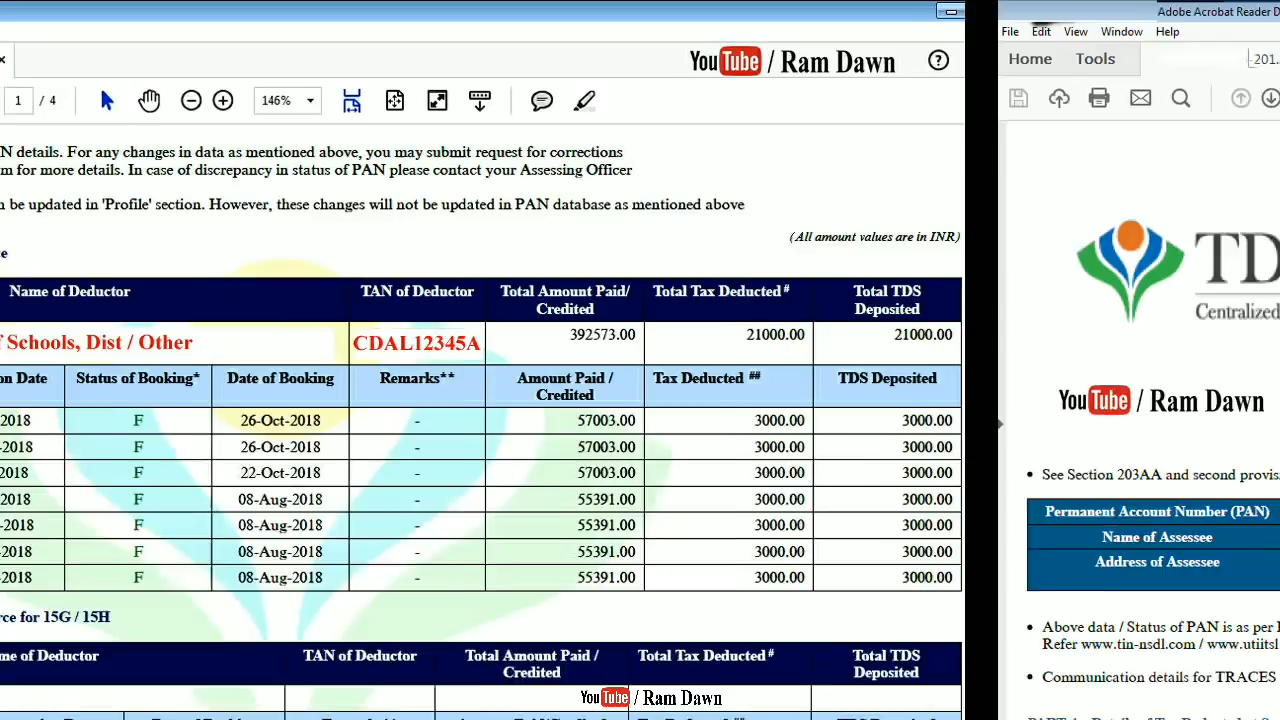 Adobe Acrobat Reader D
File Edit View Window Help
YouTube / Ram Dawn
Home Tools
201...
1 / 4
146%
N details. For any changes in data as mentioned above, you may submit request for corrections
m for more details. In case of discrepancy in status of PAN please contact your Assessing Officer
n be updated in 'Profile' section. However, these changes will not be updated in PAN database as mentioned above
(All amount values are in INR)
ce
Name of Deductor TAN of Deductor Total Amount Paid/ Credited Total Tax Deducted # Total TDS Deposited
f Schools, Dist / Other CDAL12345A 392573.00 21000.00 21000.00
on Date Status of Booking* Date of Booking Remarks** Amount Paid / Credited Tax Deducted ## TDS Deposited
2018 F 26-Oct-2018 - 57003.00 3000.00 3000.00
-2018 F 26-Oct-2018 - 57003.00 3000.00 3000.00
2018 F 22-Oct-2018 - 57003.00 3000.00 3000.00
2018 F 08-Aug-2018 - 55391.00 3000.00 3000.00
-2018 F 08-Aug-2018 - 55391.00 3000.00 3000.00
-2018 F 08-Aug-2018 - 55391.00 3000.00 3000.00
-2018 F 08-Aug-2018 - 55391.00 3000.00 3000.00
rce for 15G / 15H
me of Deductor TAN of Deductor Total Amount Paid / Credited Total Tax Deducted # Total TDS Deposited
YouTube / Ram Dawn
TD
Centralized
YouTube / Ram Dawn
• See Section 203AA and second provis
Permanent Account Number (PAN)
Name of Assessee
Address of Assessee
• Above data / Status of PAN is as per
Refer www.tin-nsdl.com / www.utiitsl
• Communication details for TRACES